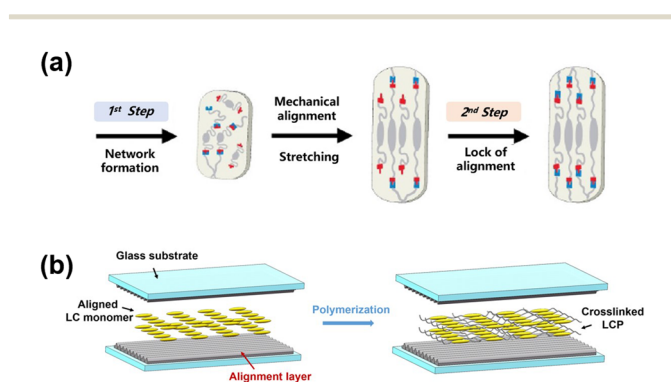 (a)
1st Step
Network
formation
Mechanical
alignment
Stretching
2nd Step
Lock of
alignment
(b)
Glass substrate
Aligned
LC monomer
Alignment layer
Polymerization
Crosslinked
LCP